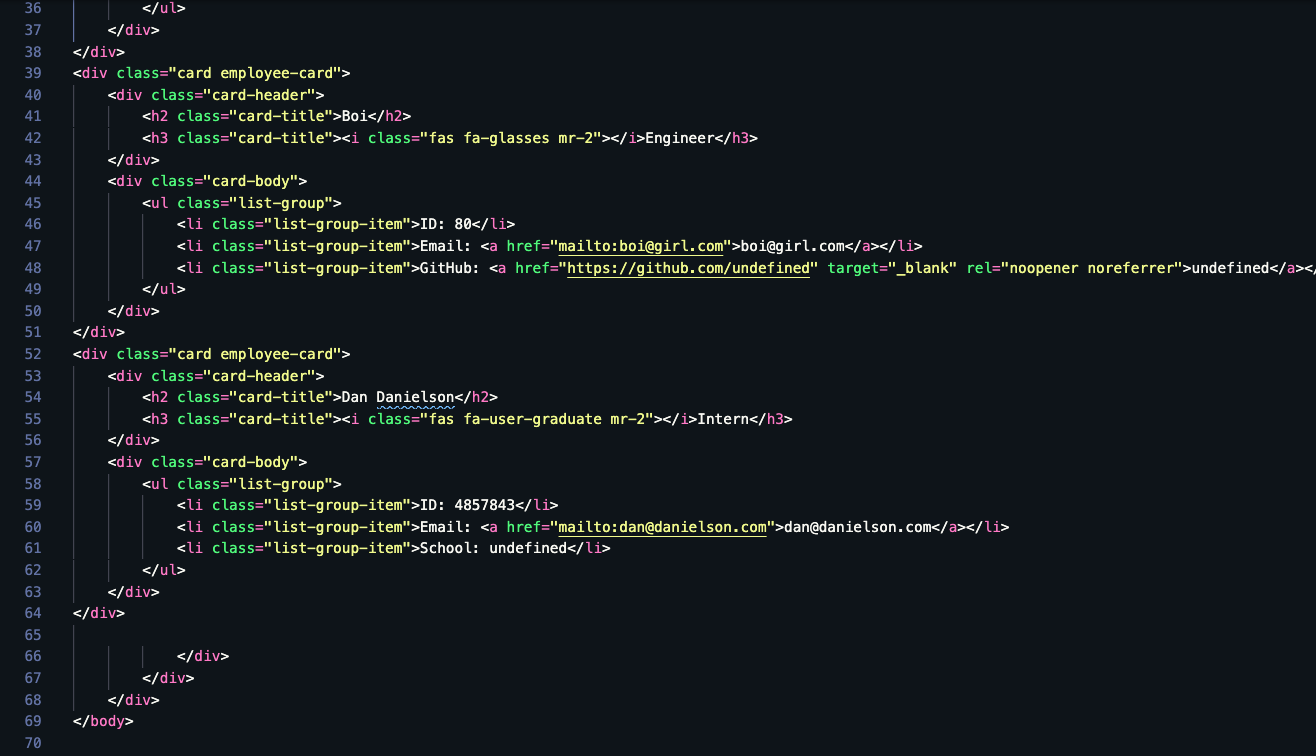 36 </ul>
37 </div>
38 </div>
39 <div class="card employee-card">
40 <div class="card-header">
41 <h2 class="card-title">Boi</h2>
42 <h3 class="card-title"><i class="fas fa-glasses mr-2"></i>Engineer</h3>
43 </div>
44 <div class="card-body">
45 <ul class="list-group">
46 <li class="list-group-item">ID: 80</li>
47 <li class="list-group-item">Email: <a href="mailto:boi@girl.com">boi@girl.com</a></li>
48 <li class="list-group-item">GitHub: <a href="https://github.com/undefined" target="_blank" rel="noopener noreferrer">undefined</a></
49 </ul>
50 </div>
51 </div>
52 <div class="card employee-card">
53 <div class="card-header">
54 <h2 class="card-title">Dan Danielson</h2>
55 <h3 class="card-title"><i class="fas fa-user-graduate mr-2"></i>Intern</h3>
56 </div>
57 <div class="card-body">
58 <ul class="list-group">
59 <li class="list-group-item">ID: 4857843</li>
60 <li class="list-group-item">Email: <a href="mailto:dan@danielson.com">dan@danielson.com</a></li>
61 <li class="list-group-item">School: undefined</li>
62 </ul>
63 </div>
64 </div>
65
66 </div>
67 </div>
68 </div>
69 </body>
70